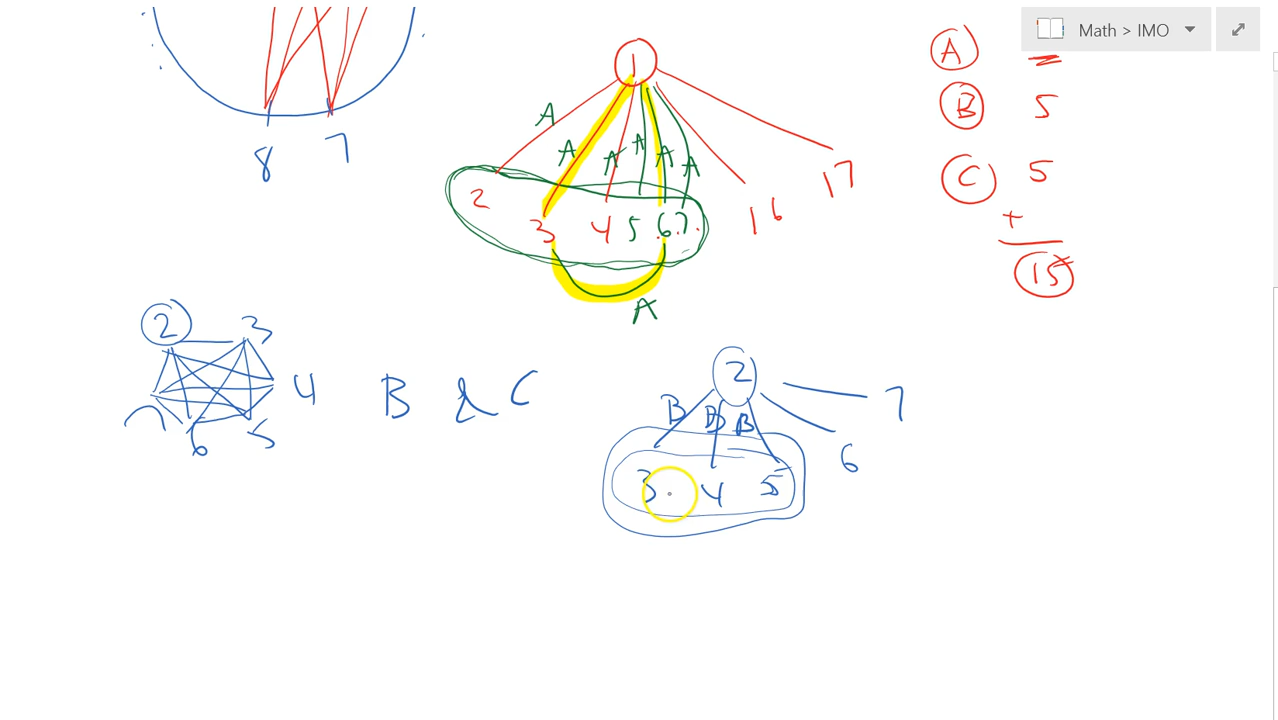 Math > IMO
1
A
B 5
C 5
+
15
8 7
A A A A A A
2 3 4 5 6 7
16 17
A
2 3
4
7 6 5
B & C
2
B B B
3 4 5
6 7